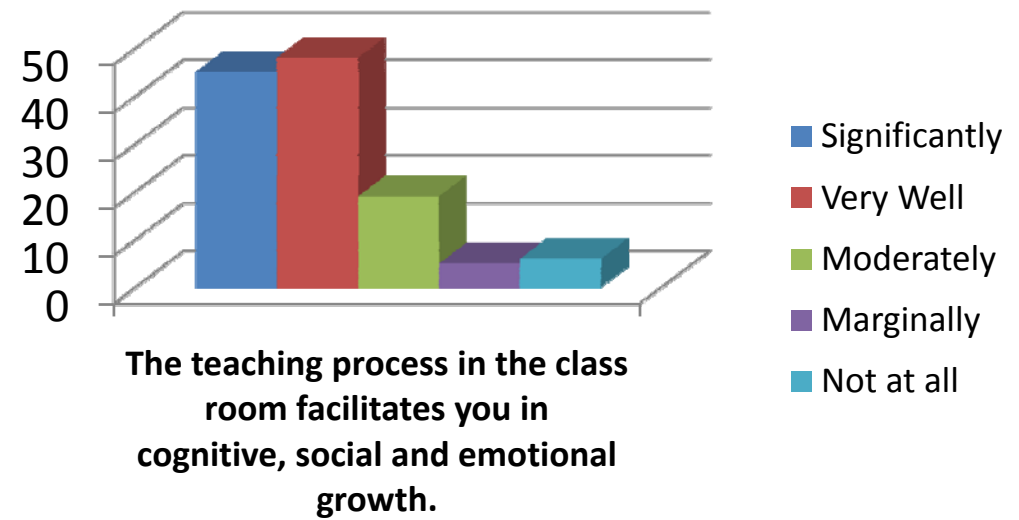 50
40
30
20
10
0
The teaching process in the class
room facilitates you in
cognitive, social and emotional
growth.
Significantly
Very Well
Moderately
Marginally
Not at all